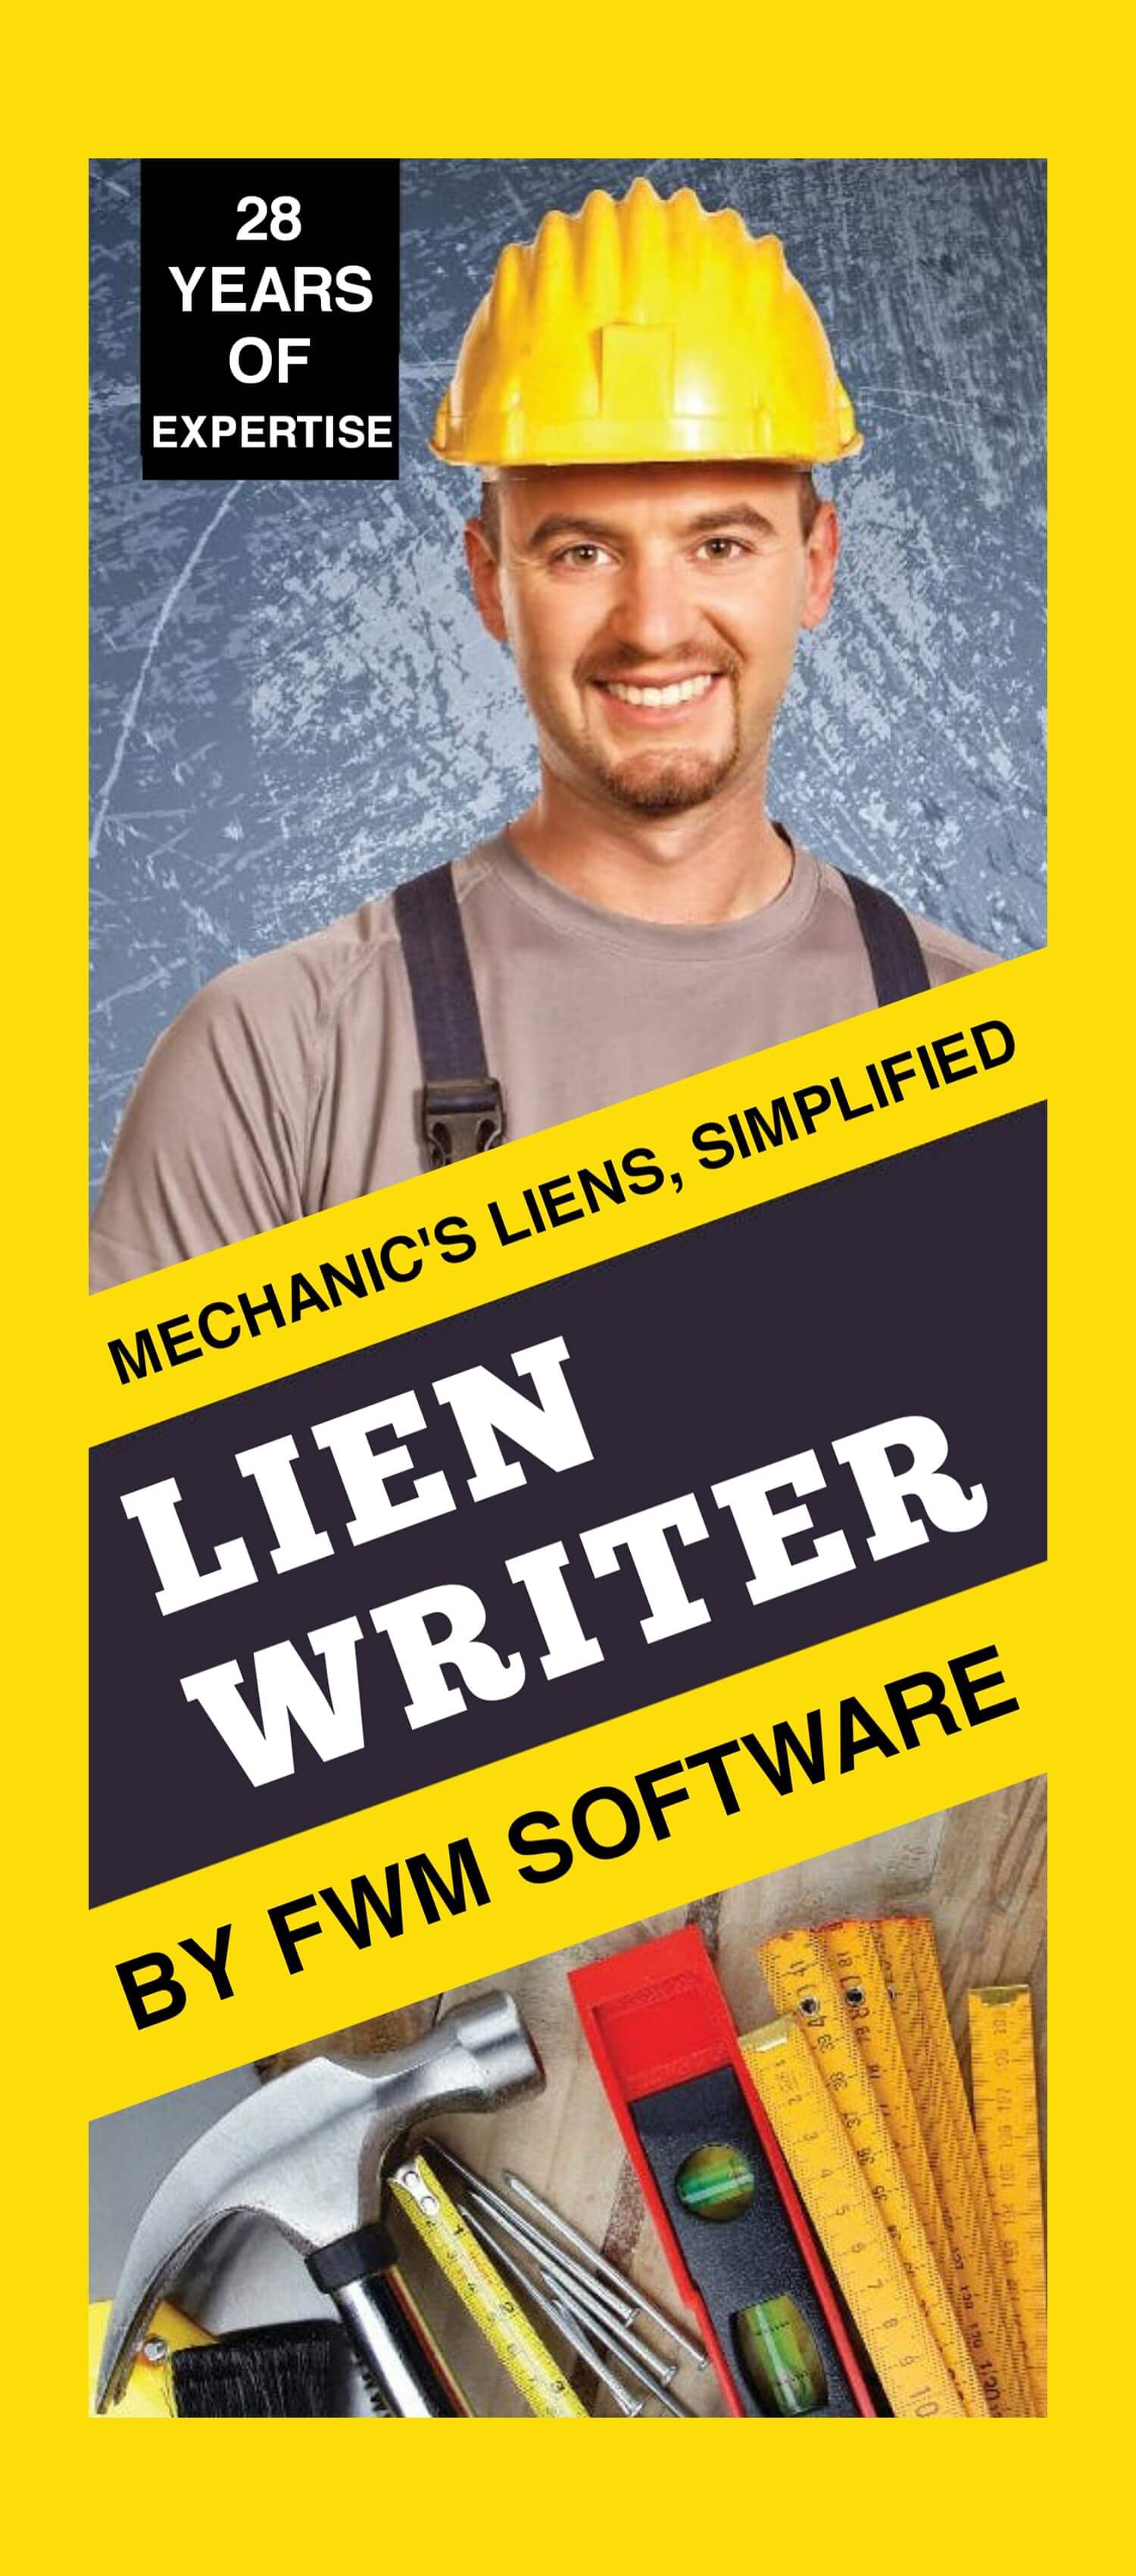 28
YEARS
OF
EXPERTISE
MECHANIC'S LIENS, SIMPLIFIED
LIEN
WRITER
BY FWM SOFTWARE